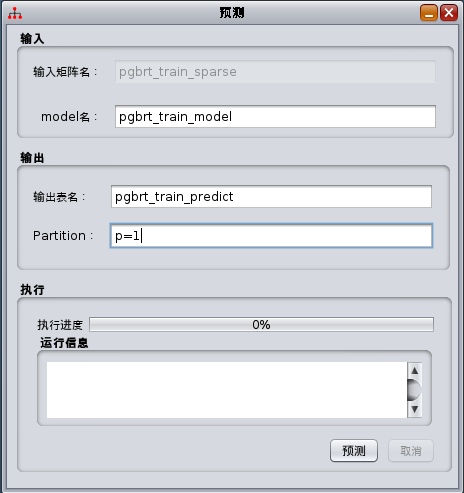 预测
输入
输入矩阵名： pgbrt_train_sparse
model名： pgbrt_train_model
输出
输出表名： pgbrt_train_predict
Partition： p=1
执行
执行进度 0%
运行信息
预测 取消